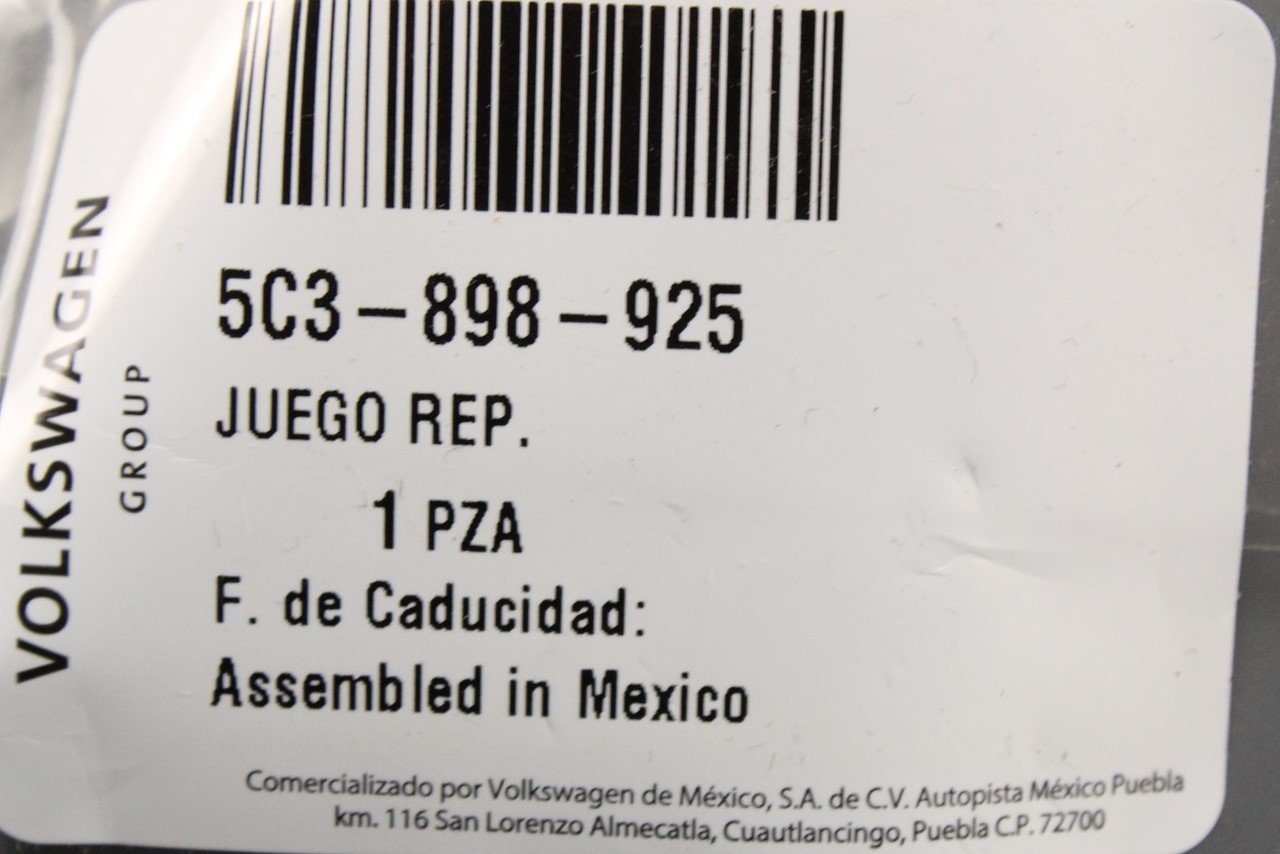 VOLKSWAGEN
GROUP
5C3-898-925
JUEGO REP.
1 PZA
F. de Caducidad:
Assembled in Mexico
Comercializado por Volkswagen de México, S.A. de C.V. Autopista México Puebla
km. 116 San Lorenzo Almecatla, Cuautlancingo, Puebla C.P. 72700